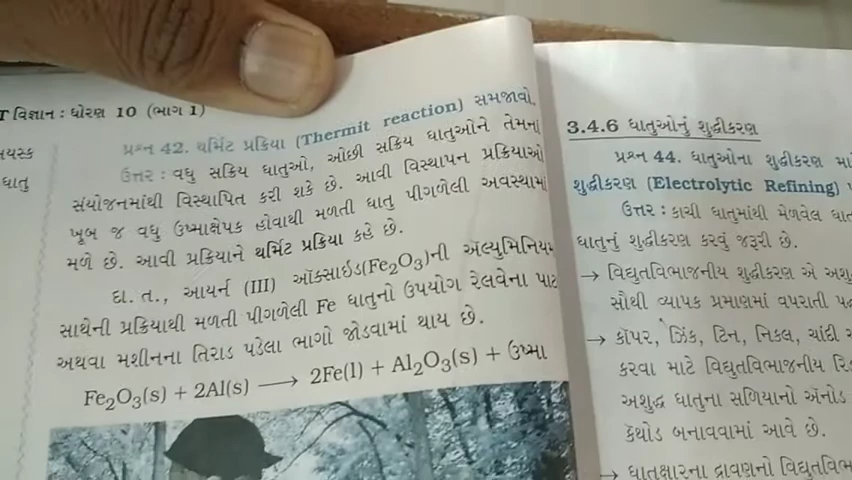 વિજ્ઞાન : ધોરણ 10 (ભાગ 1)
ધાતુ
પ્રશ્ન 42. થર્મિટ પ્રક્રિયા (Thermit reaction) સમજાવો.
ઉત્તર : વધુ સક્રિય ધાતુઓ, ઓછી સક્રિય ધાતુઓને તેમના
સંયોજનમાંથી વિસ્થાપિત કરી શકે છે. આવી વિસ્થાપન પ્રક્રિયાઓ
ખૂબ જ વધુ ઉષ્માક્ષેપક હોવાથી મળતી ધાતુ પીગળેલી અવસ્થામાં
મળે છે. આવી પ્રક્રિયાને થર્મિટ પ્રક્રિયા કહે છે.
દા. ત., આયર્ન (III) ઑક્સાઇડ(Fe₂O₃)ની ઍલ્યુમિનિયમ
સાથેની પ્રક્રિયાથી મળતી પીગળેલી Fe ધાતુનો ઉપયોગ રેલવેના પાટા
અથવા મશીનના તિરાડ પડેલા ભાગો જોડવામાં થાય છે.
Fe₂O₃(s) + 2Al(s) ⟶ 2Fe(l) + Al₂O₃(s) + ઉષ્મા
3.4.6 ધાતુઓનું શુદ્ધીકરણ
પ્રશ્ન 44. ધાતુઓના શુદ્ધીકરણ
શુદ્ધીકરણ (Electrolytic Refining)
ઉત્તર : કાચી ધાતુમાંથી મેળવેલ
ધાતુનું શુદ્ધીકરણ કરવું જરૂરી છે.
→ વિદ્યુતવિભાજનીય શુદ્ધીકરણ એ
સૌથી વ્યાપક પ્રમાણમાં વપરાતી
→ કૉપર, ઝિંક, ટિન, નિકલ, ચાંદી
કરવા માટે વિદ્યુતવિભાજનીય
અશુદ્ધ ધાતુના સળિયાનો ઍનોડ
કૅથોડ બનાવવામાં આવે છે.
→ ધાતુક્ષારના દ્રાવણનો